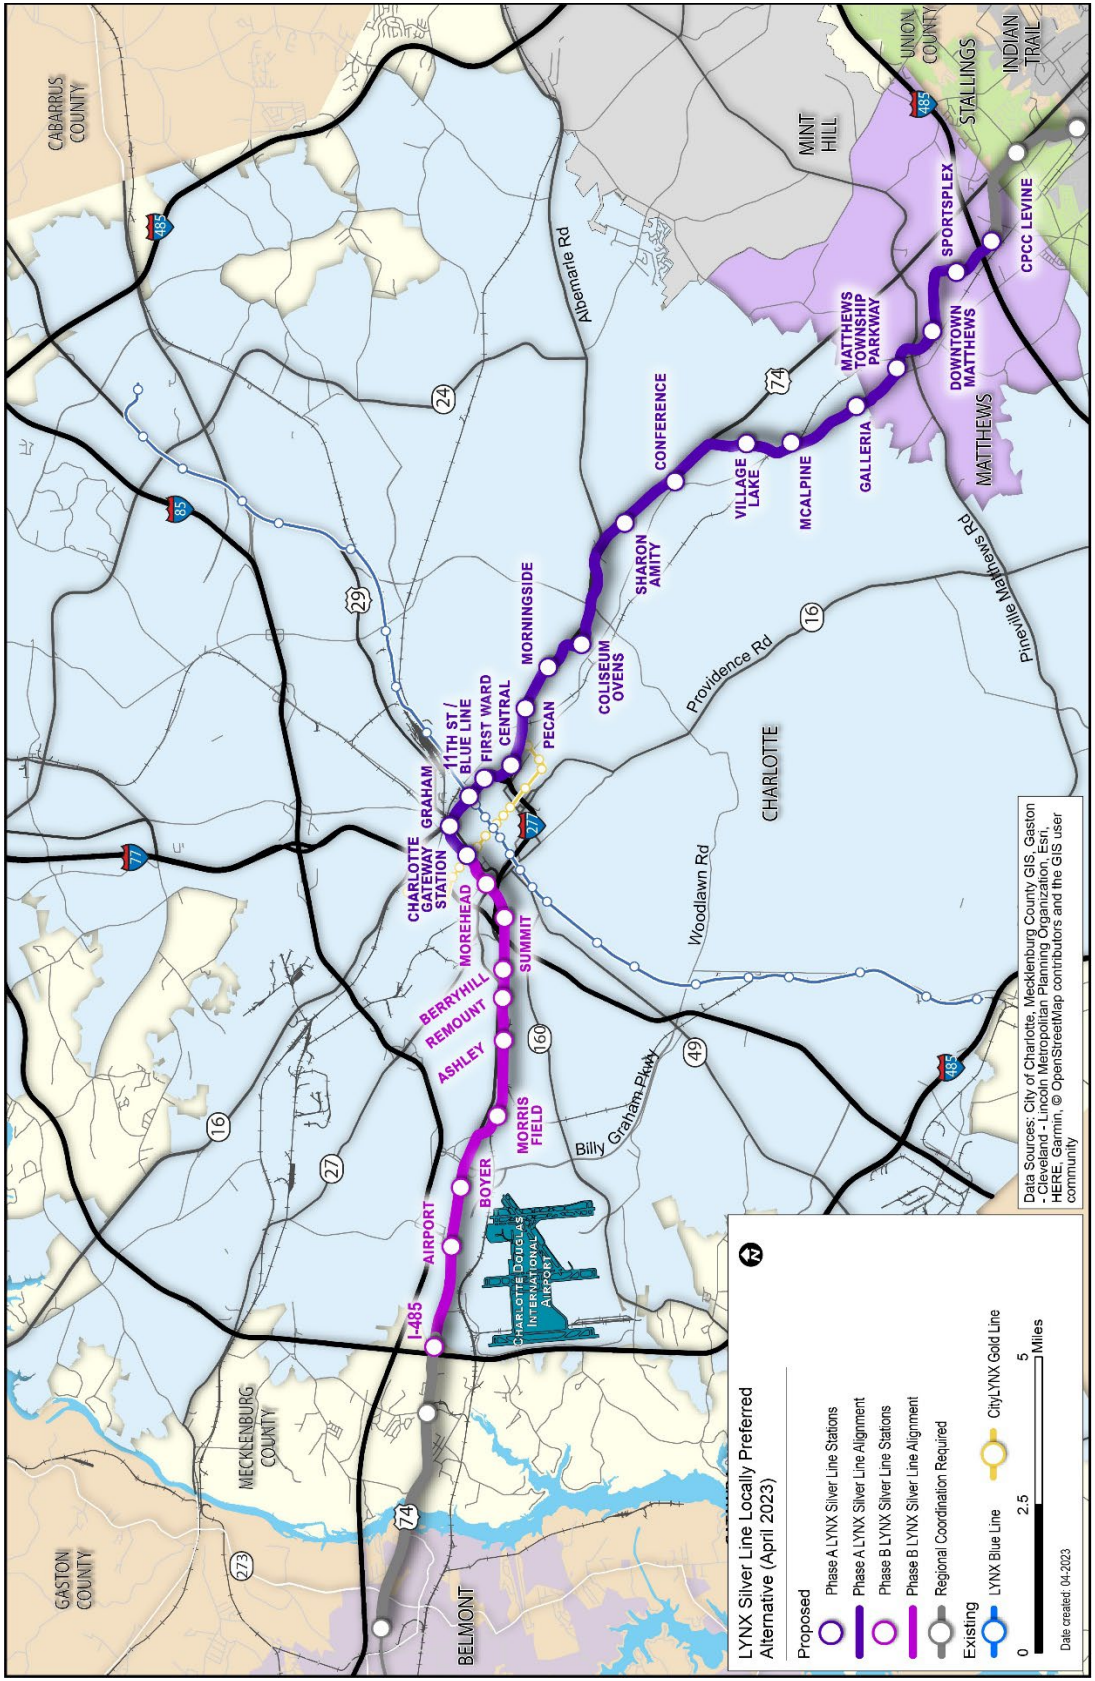 GASTON
COUNTY
CABARRUS
COUNTY
MECKLENBURG
COUNTY
UNION
COUNTY
BELMONT
CHARLOTTE
MATTHEWS
MINT
HILL
STALLINGS
INDIAN
TRAIL
273
74
16
27
77
85
485
29
24
485
160
49
277
16
74
485
485
Albemarle Rd
Providence Rd
Woodlawn Rd
Billy Graham Pkwy
Pineville Matthews Rd
I-485
AIRPORT
BOYER
MORRIS
FIELD
ASHLEY
REMOUNT
BERRYHILL
SUMMIT
MOREHEAD
CHARLOTTE
GATEWAY
STATION
GRAHAM
11TH ST /
BLUE LINE
FIRST WARD
CENTRAL
PECAN
MORNINGSIDE
COLISEUM
OVENS
SHARON
AMITY
CONFERENCE
VILLAGE
LAKE
MCALPINE
GALLERIA
MATTHEWS
TOWNSHIP
PARKWAY
DOWNTOWN
MATTHEWS
SPORTSPLEX
CPCC LEVINE
CHARLOTTE DOUGLAS
INTERNATIONAL
AIRPORT
LYNX Silver Line Locally Preferred
Alternative (April 2023)
N
Proposed
Phase A LYNX Silver Line Stations
Phase A LYNX Silver Line Alignment
Phase B LYNX Silver Line Stations
Phase B LYNX Silver Line Alignment
Regional Coordination Required
Existing
LYNX Blue Line
CityLYNX Gold Line
0
2.5
5
Miles
Date created: 04-2023
Data Sources: City of Charlotte, Mecklenburg County GIS, Gaston
- Cleveland - Lincoln Metropolitan Planning Organization, Esri,
HERE, Garmin, © OpenStreetMap contributors and the GIS user
community